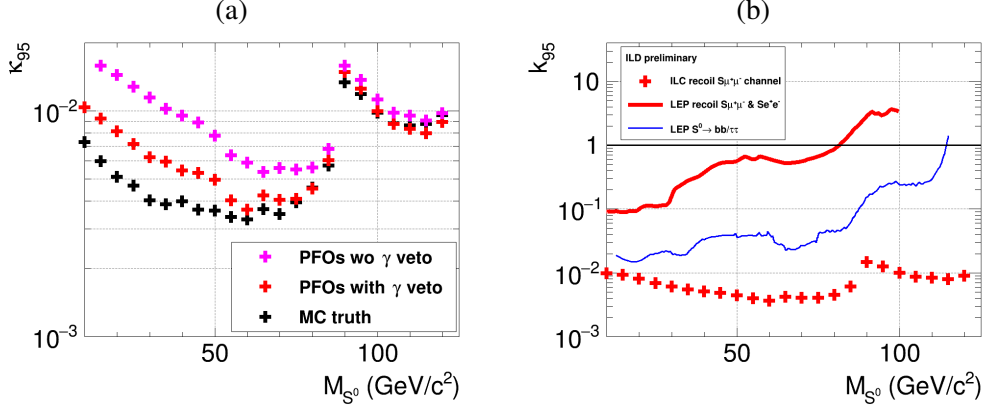 (a)
κ95
10⁻²
10⁻³
PFOs wo γ veto
PFOs with γ veto
MC truth
50
100
M_S⁰ (GeV/c²)
(b)
k95
10
1
10⁻¹
10⁻²
10⁻³
ILD preliminary
ILC recoil Sμ⁺μ⁻ channel
LEP recoil Sμ⁺μ⁻ & Se⁺e⁻
LEP S⁰→ bb/ττ
50
100
M_S⁰ (GeV/c²)